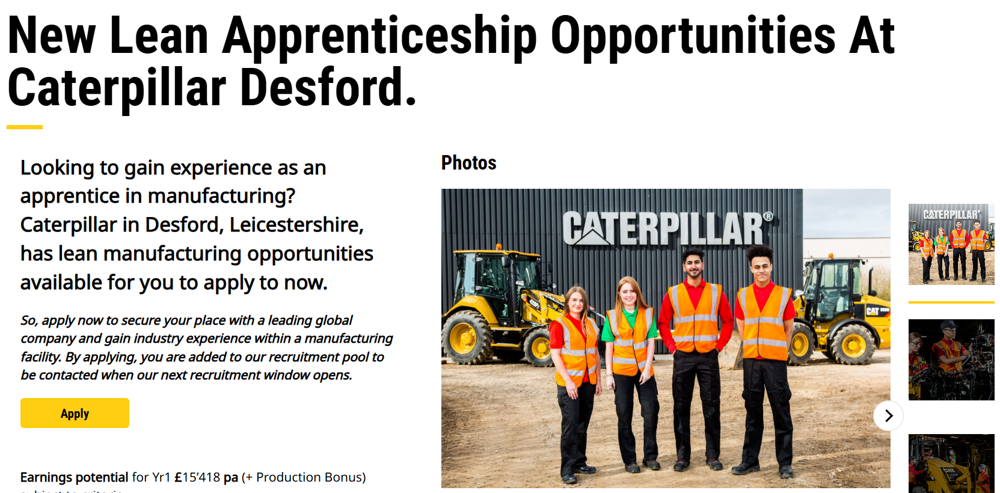 New Lean Apprenticeship Opportunities At
Caterpillar Desford.
Looking to gain experience as an
apprentice in manufacturing?
Caterpillar in Desford, Leicestershire,
has lean manufacturing opportunities
available for you to apply to now.
So, apply now to secure your place with a leading global
company and gain industry experience within a manufacturing
facility. By applying, you are added to our recruitment pool to
be contacted when our next recruitment window opens.
Apply
Earnings potential for Yr1 £15’418 pa (+ Production Bonus)
Photos
CATERPILLAR®
CAT
CATERPILLAR